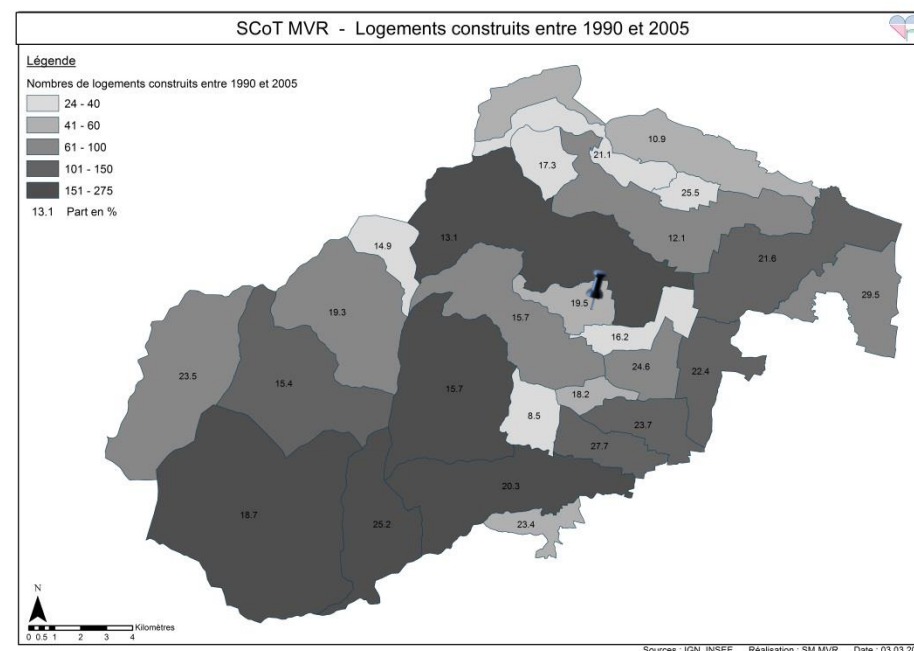 SCoT MVR - Logements construits entre 1990 et 2005
Légende
Nombres de logements construits entre 1990 et 2005
24 - 40
41 - 60
61 - 100
101 - 150
151 - 275
13.1 Part en %
10.9
21.1
17.3
25.5
13.1
12.1
14.9
21.6
29.5
19.5
19.3
15.7
16.2
24.6
22.4
23.5
15.4
15.7
18.2
8.5
23.7
27.7
20.3
18.7
25.2
23.4
N
Kilomètres
0 0.5 1 2 3 4
Sources : IGN, INSEE Réalisation : SM MVR Date : 03.03.20